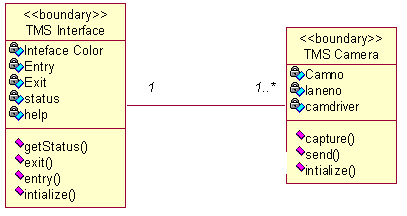 <<boundary>>
TMS Interface
Inteface Color
Entry
Exit
status
help
getStatus()
exit()
entry()
intialize()
1
1..*
<<boundary>>
TMS Camera
Camno
laneno
camdriver
capture()
send()
intialize()